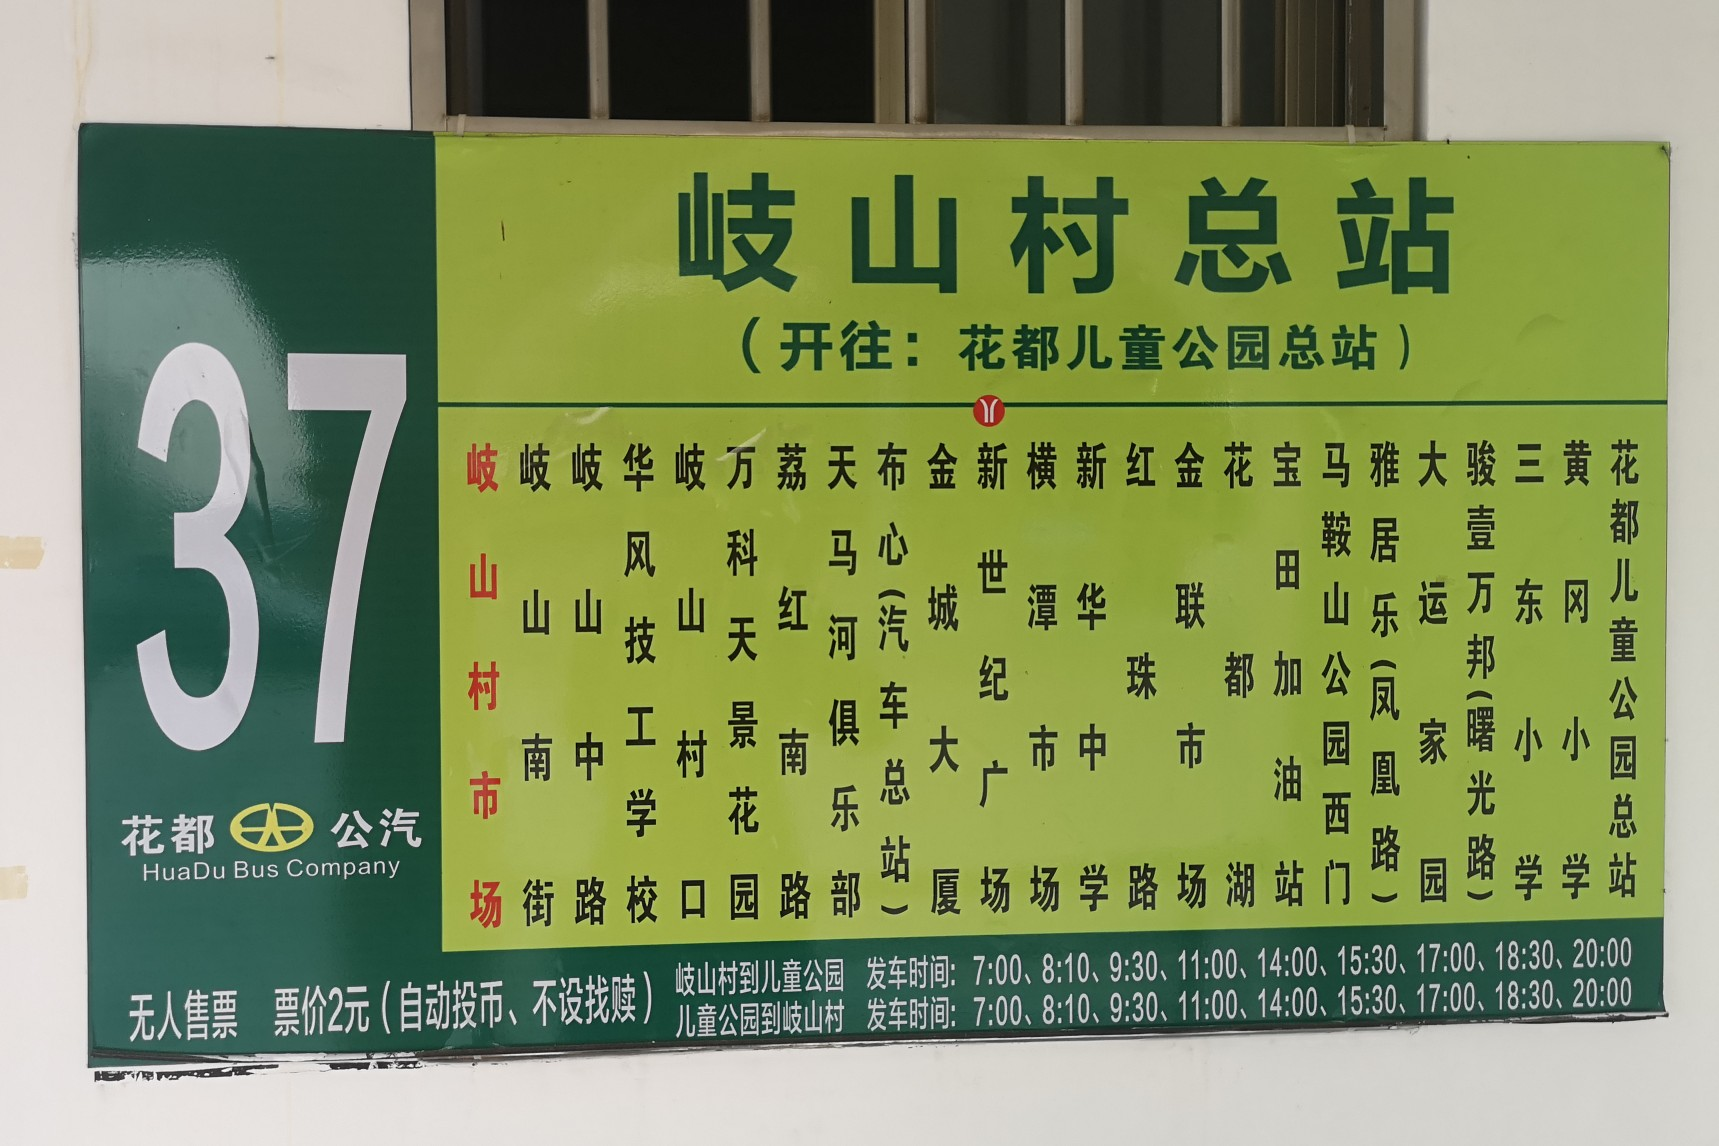 37
花都 公汽
HuaDu Bus Company
岐山村总站
（开往：花都儿童公园总站）
岐山村市场
岐山南街
岐山中路
华风技工学校
岐山村口
万科天景花园
荔红南路
天马河俱乐部
布心(汽车总站)
金城大厦
新世纪广场
横潭市场
新华中学
红珠路
金联市场
花都湖
宝田加油站
马鞍山公园西门
雅居乐(凤凰路)
大运家园
骏壹万邦(曙光路)
三东小学
黄冈小学
花都儿童公园总站
无人售票 票价2元（自动投币、不设找赎）
岐山村到儿童公园 发车时间: 7:00、8:10、9:30、11:00、14:00、15:30、17:00、18:30、20:00
儿童公园到岐山村 发车时间: 7:00、8:10、9:30、11:00、14:00、15:30、17:00、18:30、20:00